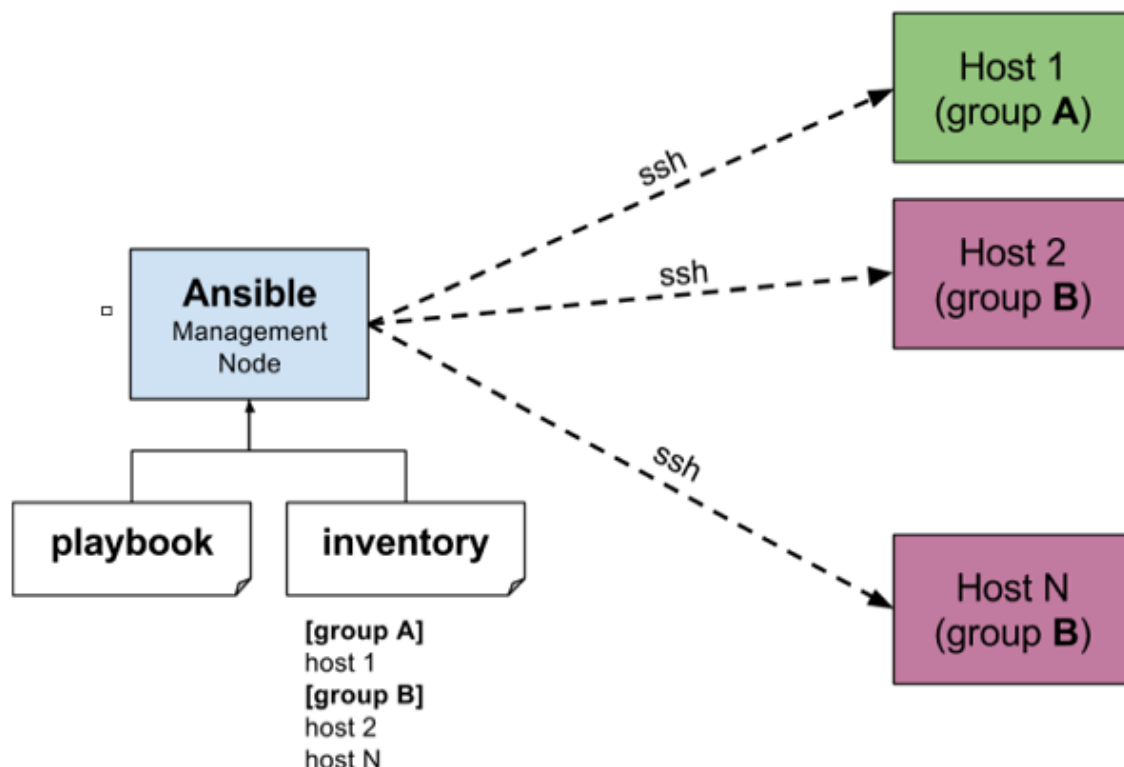 Host 1
(group A)
ssh
Host 2
(group B)
ssh
Ansible
Management
Node
ssh
playbook
inventory
Host N
(group B)
[group A]
host 1
[group B]
host 2
host N